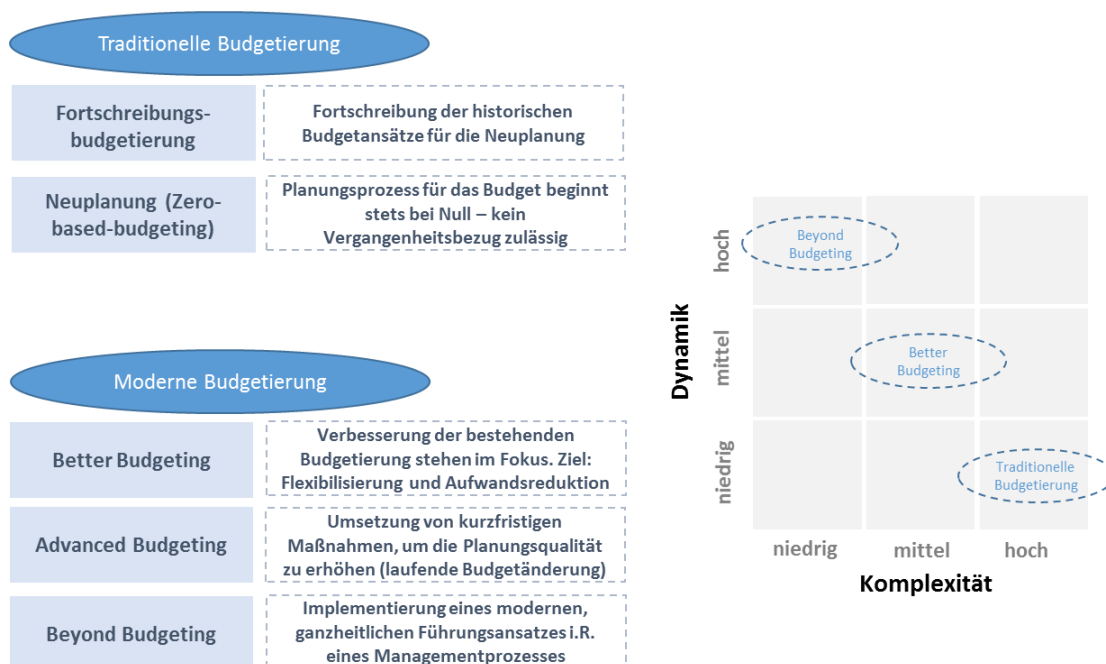 Traditionelle Budgetierung
Fortschreibungs-
budgetierung
Fortschreibung der historischen
Budgetansätze für die Neuplanung
Neuplanung (Zero-
based-budgeting)
Planungsprozess für das Budget beginnt
stets bei Null – kein
Vergangenheitsbezug zulässig
Moderne Budgetierung
Better Budgeting
Verbesserung der bestehenden
Budgetierung stehen im Fokus. Ziel:
Flexibilisierung und Aufwandsreduktion
Advanced Budgeting
Umsetzung von kurzfristigen
Maßnahmen, um die Planungsqualität
zu erhöhen (laufende Budgetänderung)
Beyond Budgeting
Implementierung eines modernen,
ganzheitlichen Führungsansatzes i.R.
eines Managementprozesses
Dynamik
hoch
mittel
niedrig
Beyond
Budgeting
Better
Budgeting
Traditionelle
Budgetierung
niedrig
mittel
hoch
Komplexität